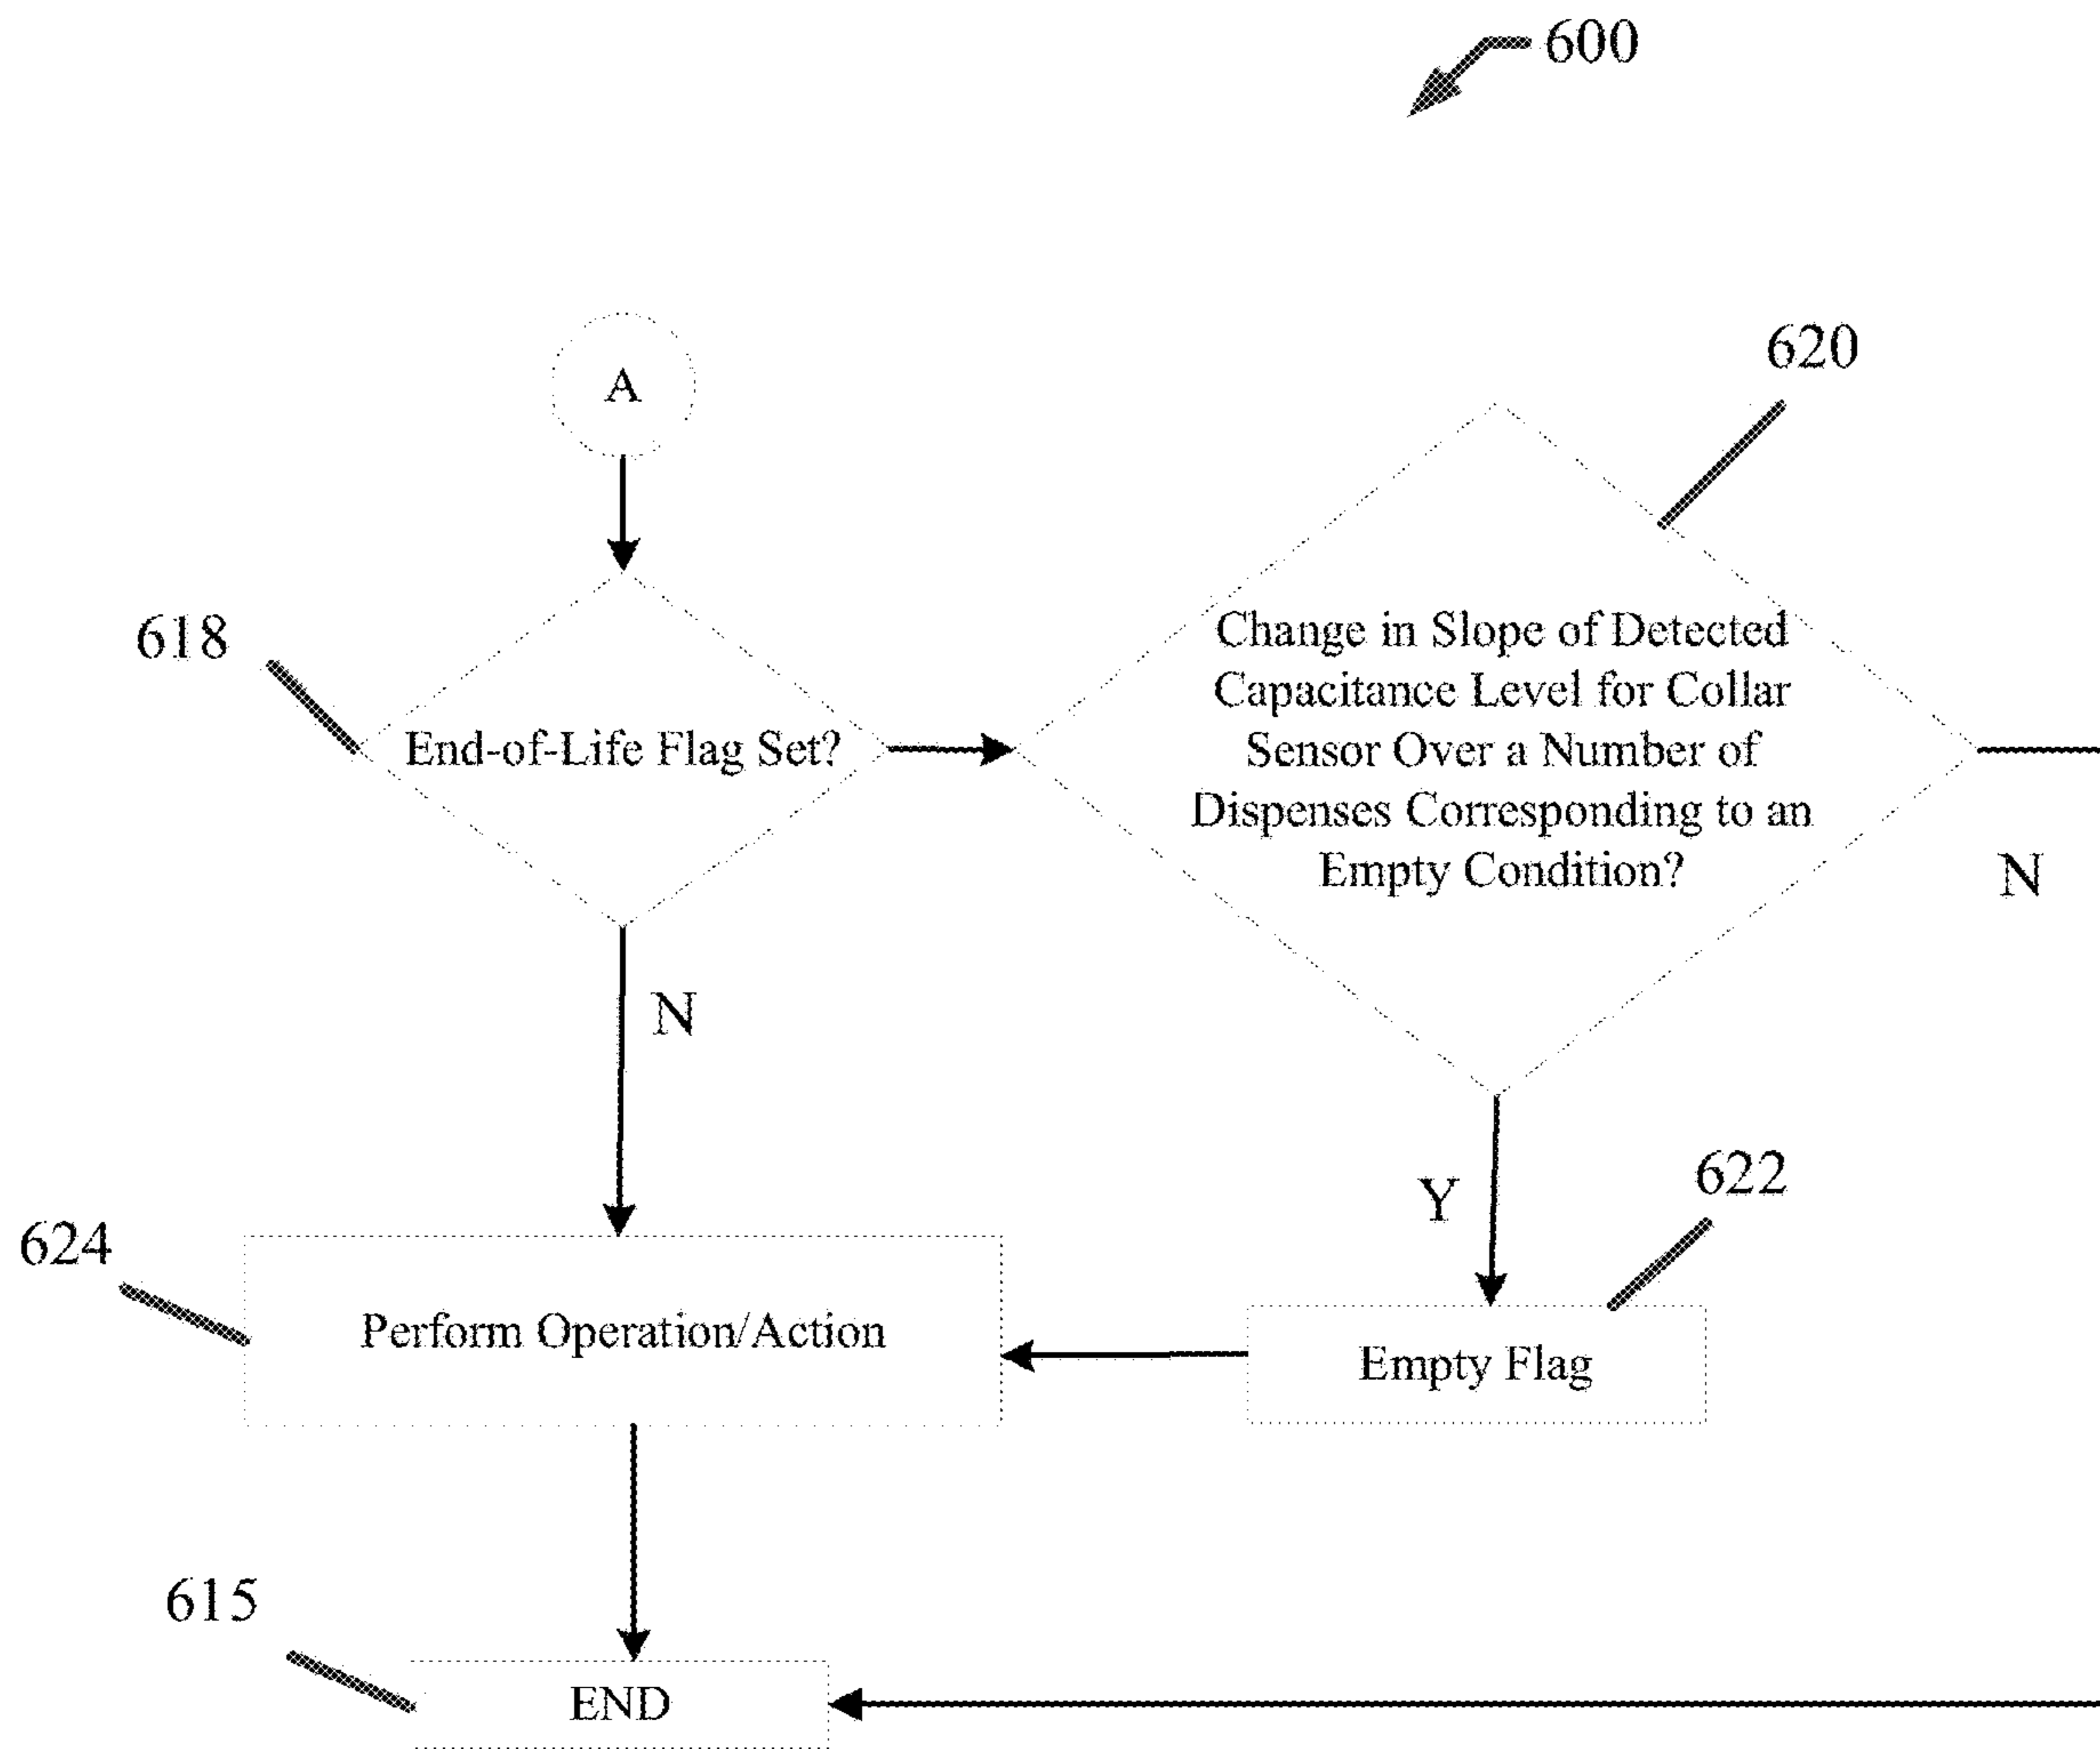 600
A
620
618
End-of-Life Flag Set?
Change in Slope of Detected
Capacitance Level for Collar
Sensor Over a Number of
Dispenses Corresponding to an
Empty Condition?
N
N
Y
622
624
Perform Operation/Action
Empty Flag
615
END